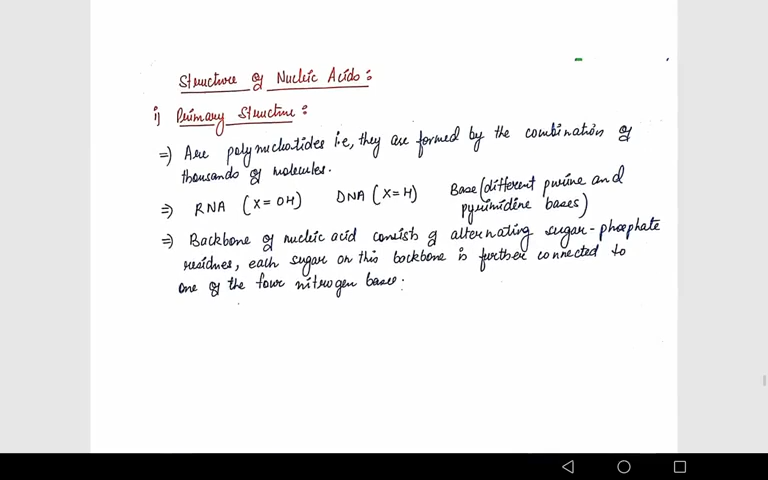 Structure of Nucleic Acids :
i) Primary Structure :
⇒ Are polynucleotides i.e, they are formed by the combination of
thousands of molecules.
⇒ RNA (X = OH) DNA (X = H) Base (different purine and
pyrimidine bases)
⇒ Backbone of nucleic acid consists of alternating sugar-phosphate
residues, each sugar on this backbone is further connected to
one of the four nitrogen base.